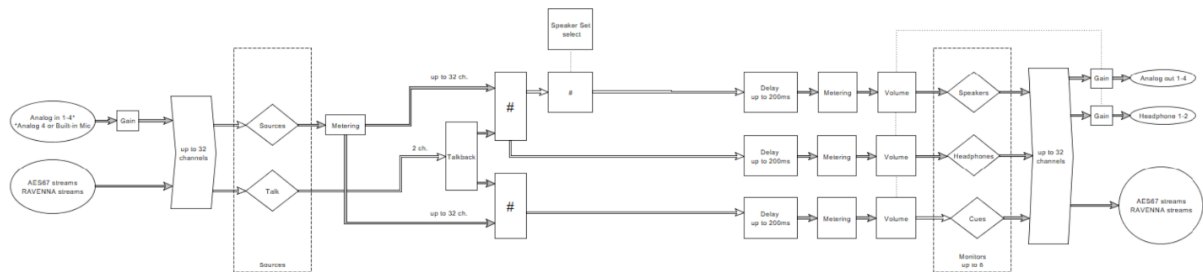 Speaker Set
select
up to 32 ch.
#
#
Delay
up to 200ms
Metering
Volume
Speakers
Gain
Analog out 1-4
Analog in 1-4*
*Analog 4 or Built-in Mic
Gain
up to 32
channels
Sources
Metering
Gain
Headphone 1-2
2 ch.
Talkback
Delay
up to 200ms
Metering
Volume
Headphones
up to 32
channels
AES67 streams
RAVENNA streams
Talk
up to 32 ch.
#
Delay
up to 200ms
Metering
Volume
Cues
AES67 streams
RAVENNA streams
Sources
Monitors
up to 8